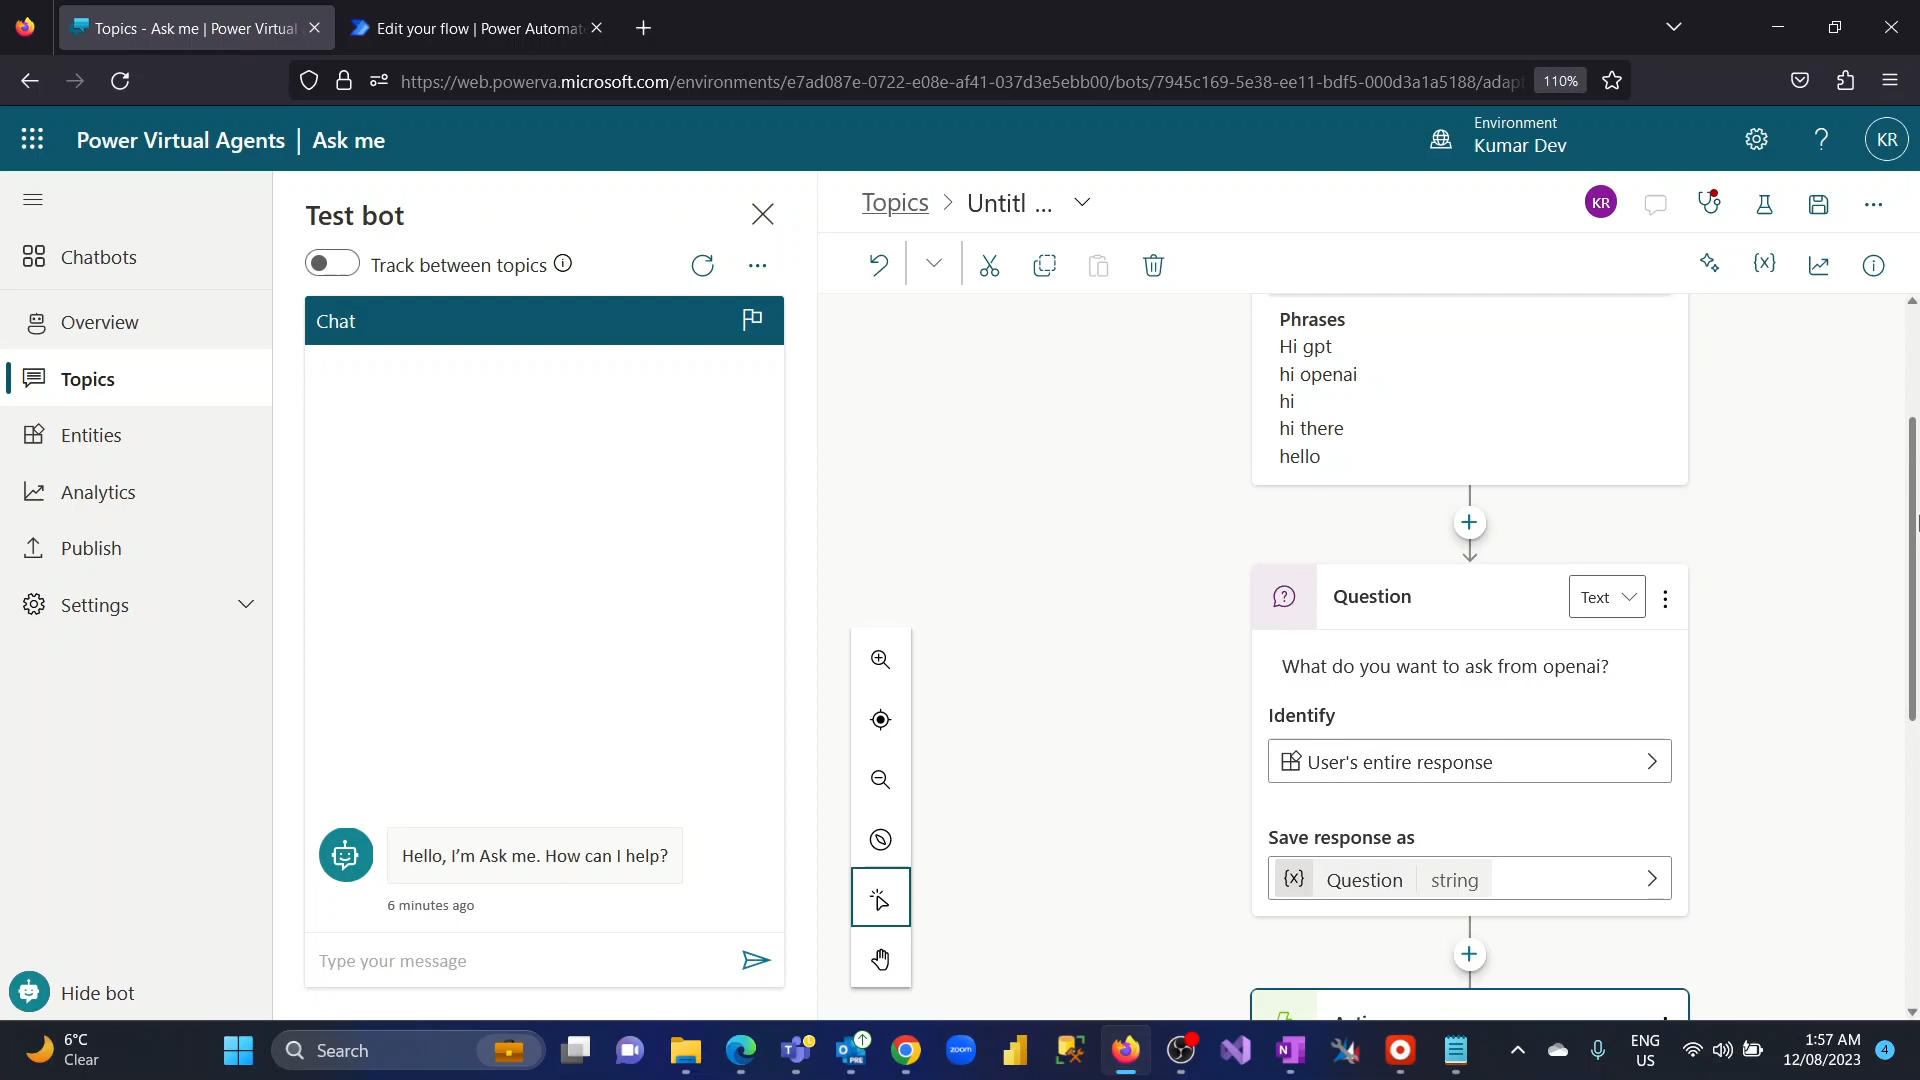 Topics - Ask me | Power Virtual
Edit your flow | Power Automat
https://web.powerva.microsoft.com/environments/e7ad087e-0722-e08e-af41-037d3e5ebb00/bots/7945c169-5e38-ee11-bdf5-000d3a1a5188/adapt
110%
Power Virtual Agents | Ask me
Environment
Kumar Dev
KR
Chatbots
Overview
Topics
Entities
Analytics
Publish
Settings
Hide bot
Test bot
Track between topics
Chat
Hello, I’m Ask me. How can I help?
6 minutes ago
Type your message
Topics > Untitl ...
KR
Phrases
Hi gpt
hi openai
hi
hi there
hello
Question
Text
What do you want to ask from openai?
Identify
User's entire response
Save response as
{x} Question string
6°C
Clear
Search
PRE
zoom
ENG
US
1:57 AM
12/08/2023
4